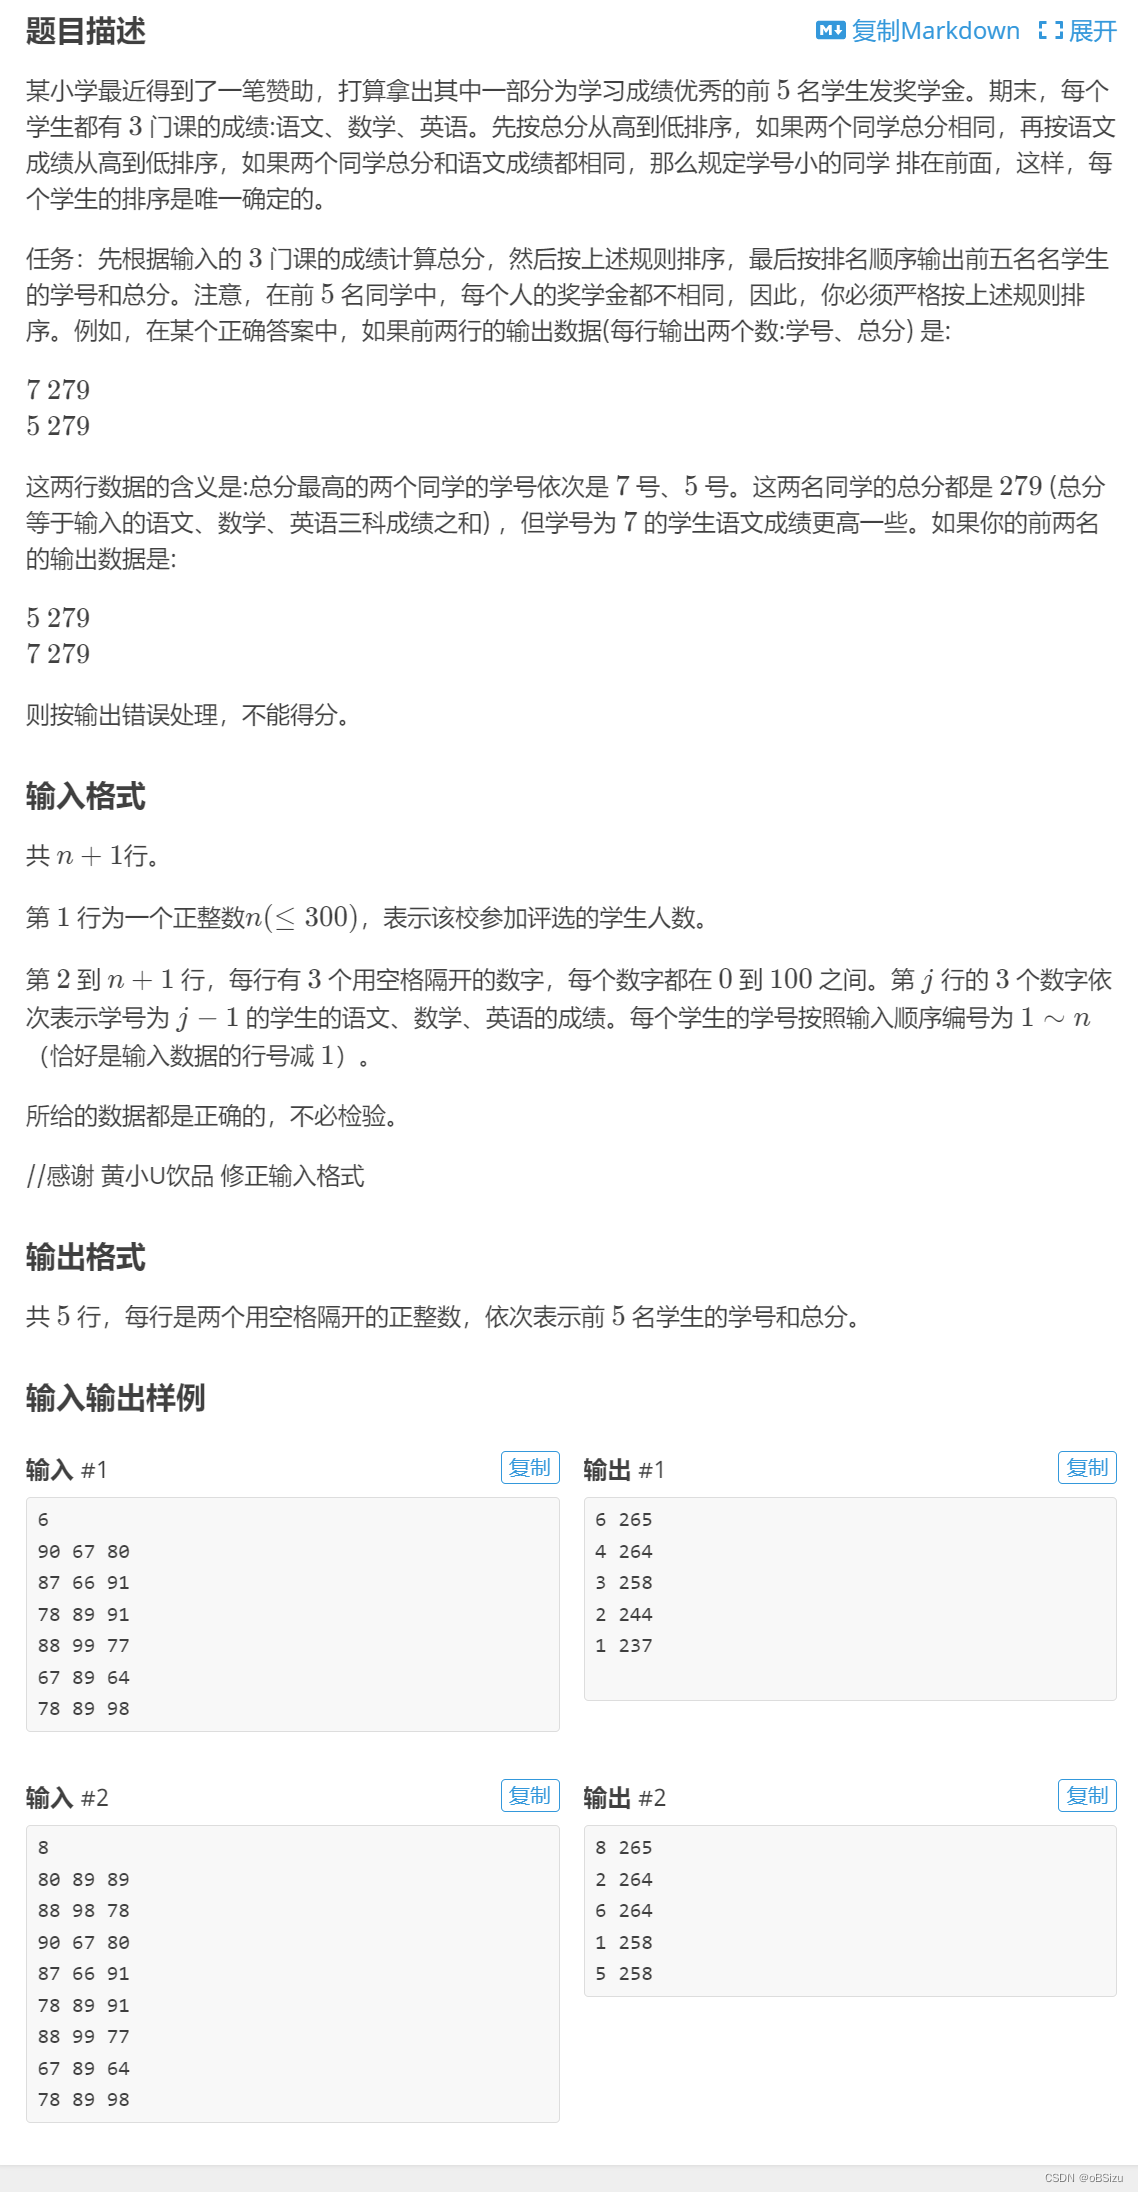 题目描述
复制Markdown 展开
某小学最近得到了一笔赞助，打算拿出其中一部分为学习成绩优秀的前 5 名学生发奖学金。期末，每个
学生都有 3 门课的成绩:语文、数学、英语。先按总分从高到低排序，如果两个同学总分相同，再按语文
成绩从高到低排序，如果两个同学总分和语文成绩都相同，那么规定学号小的同学 排在前面，这样，每
个学生的排序是唯一确定的。
任务：先根据输入的 3 门课的成绩计算总分，然后按上述规则排序，最后按排名顺序输出前五名名学生
的学号和总分。注意，在前 5 名同学中，每个人的奖学金都不相同，因此，你必须严格按上述规则排
序。例如，在某个正确答案中，如果前两行的输出数据(每行输出两个数:学号、总分) 是:
7 279
5 279
这两行数据的含义是:总分最高的两个同学的学号依次是 7 号、5 号。这两名同学的总分都是 279 (总分
等于输入的语文、数学、英语三科成绩之和) ，但学号为 7 的学生语文成绩更高一些。如果你的前两名
的输出数据是:
5 279
7 279
则按输出错误处理，不能得分。
输入格式
共 n + 1行。
第 1 行为一个正整数n(≤ 300)，表示该校参加评选的学生人数。
第 2 到 n + 1 行，每行有 3 个用空格隔开的数字，每个数字都在 0 到 100 之间。第 j 行的 3 个数字依
次表示学号为 j − 1 的学生的语文、数学、英语的成绩。每个学生的学号按照输入顺序编号为 1 ∼ n
（恰好是输入数据的行号减 1）。
所给的数据都是正确的，不必检验。
//感谢 黄小U饮品 修正输入格式
输出格式
共 5 行，每行是两个用空格隔开的正整数，依次表示前 5 名学生的学号和总分。
输入输出样例
输入 #1 复制
6
90 67 80
87 66 91
78 89 91
88 99 77
67 89 64
78 89 98
输出 #1 复制
6 265
4 264
3 258
2 244
1 237
输入 #2 复制
8
80 89 89
88 98 78
90 67 80
87 66 91
78 89 91
88 99 77
67 89 64
78 89 98
输出 #2 复制
8 265
2 264
6 264
1 258
5 258
CSDN @oBSizu